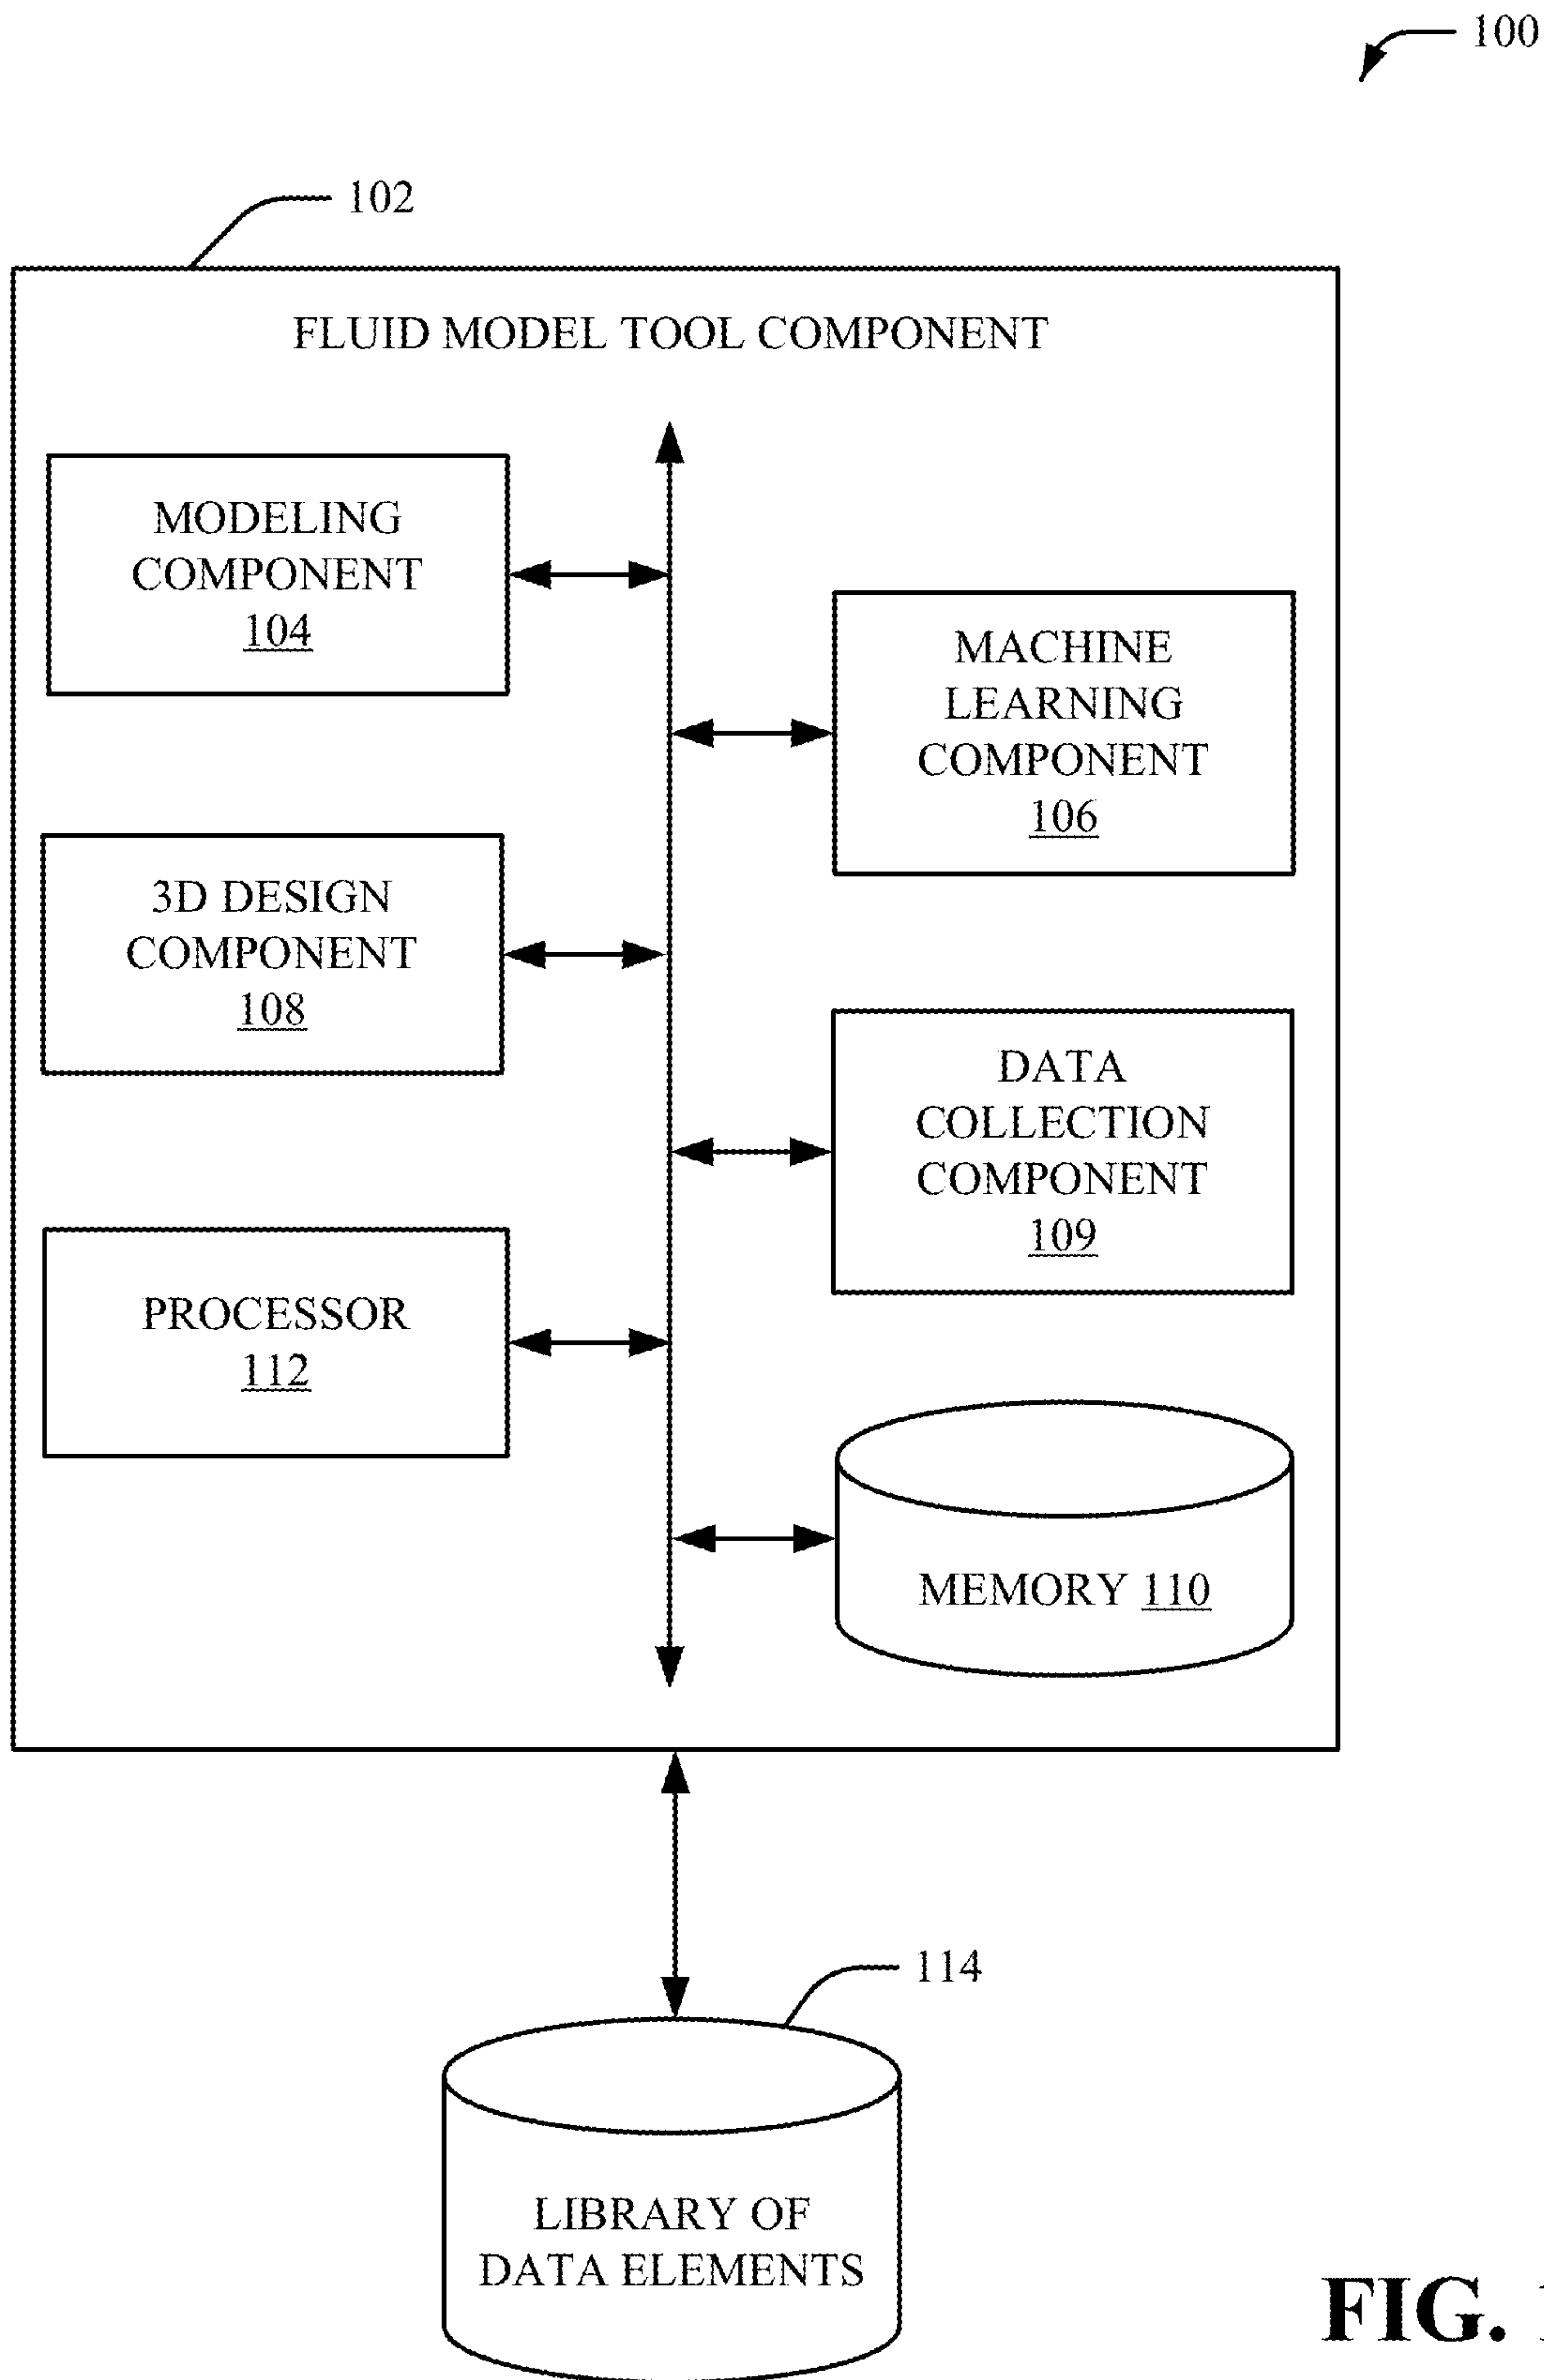 100
102
FLUID MODEL TOOL COMPONENT
MODELING
COMPONENT
104
MACHINE
LEARNING
COMPONENT
106
3D DESIGN
COMPONENT
108
DATA
COLLECTION
COMPONENT
109
PROCESSOR
112
MEMORY 110
114
LIBRARY OF
DATA ELEMENTS
FIG.